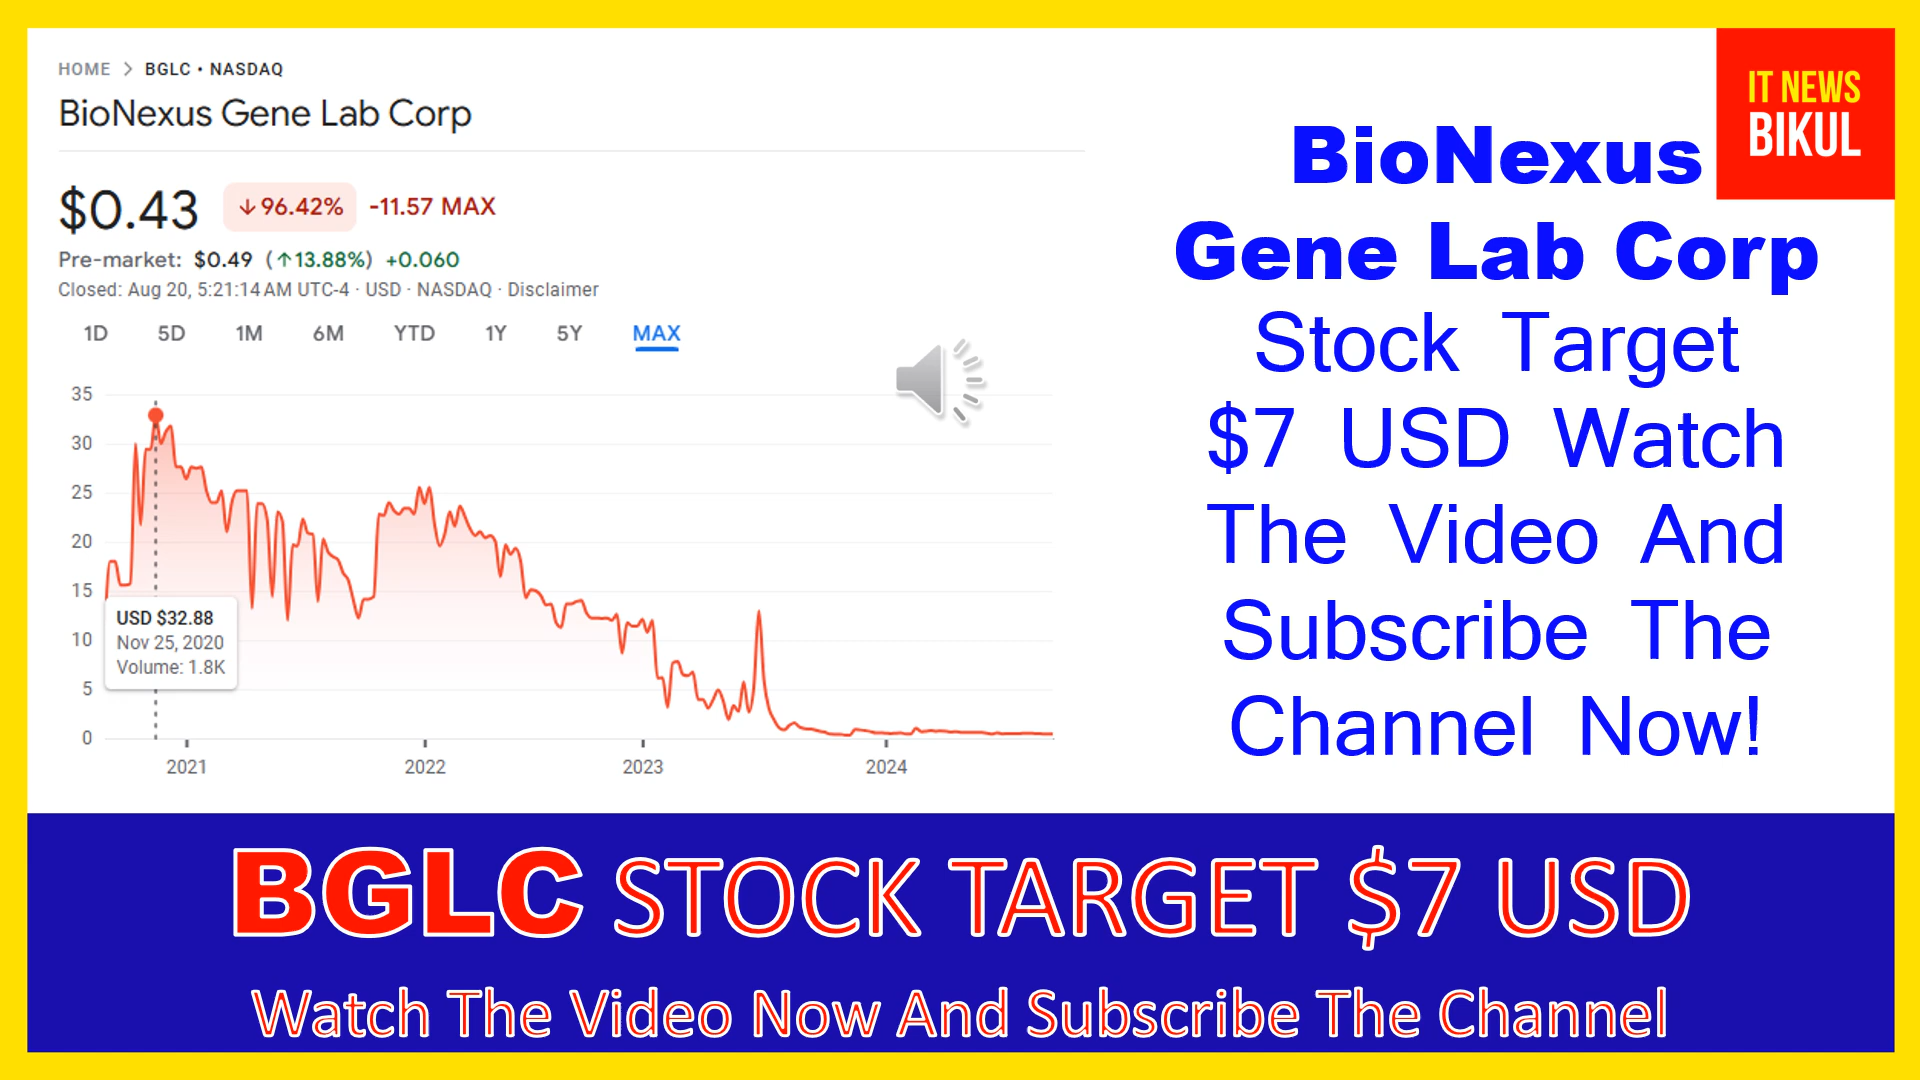 HOME > BGLC • NASDAQ
BioNexus Gene Lab Corp
$0.43 ↓96.42% -11.57 MAX
Pre-market: $0.49 (↑13.88%) +0.060
Closed: Aug 20, 5:21:14 AM UTC-4 · USD · NASDAQ · Disclaimer
1D 5D 1M 6M YTD 1Y 5Y MAX
35
30
25
20
15
10
5
0
USD $32.88
Nov 25, 2020
Volume: 1.8K
2021 2022 2023 2024
IT NEWS
BIKUL
BioNexus
Gene Lab Corp
Stock Target
$7 USD Watch
The Video And
Subscribe The
Channel Now!
BGLC STOCK TARGET $7 USD
Watch The Video Now And Subscribe The Channel